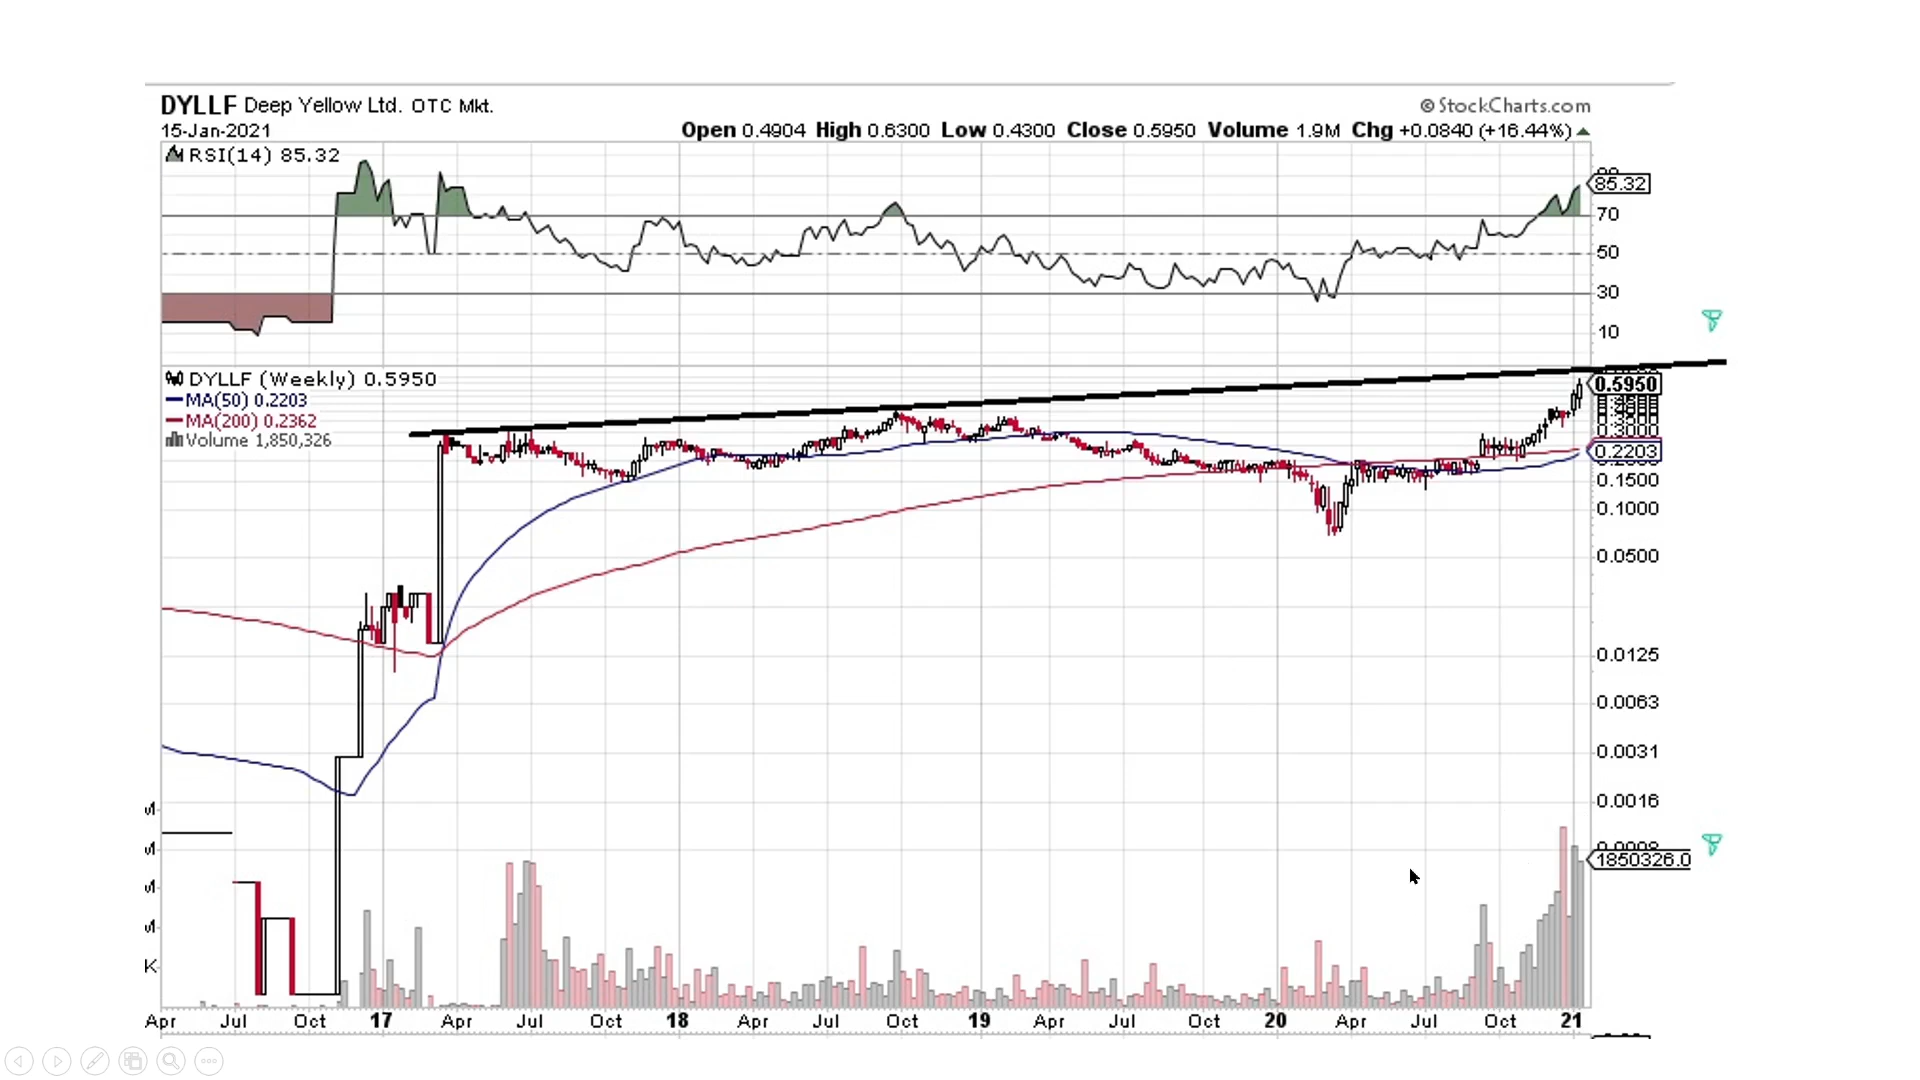 DYLLF Deep Yellow Ltd. OTC Mkt.
© StockCharts.com
15-Jan-2021
Open 0.4904 High 0.6300 Low 0.4300 Close 0.5950 Volume 1.9M Chg +0.0840 (+16.44%)
RSI(14) 85.32
85.32
70
50
30
10
DYLLF (Weekly) 0.5950
MA(50) 0.2203
MA(200) 0.2362
Volume 1,850,326
0.5950
0.2203
0.1500
0.1000
0.0500
0.0125
0.0063
0.0031
0.0016
1850326.0
K
Apr Jul Oct 17 Apr Jul Oct 18 Apr Jul Oct 19 Apr Jul Oct 20 Apr Jul Oct 21